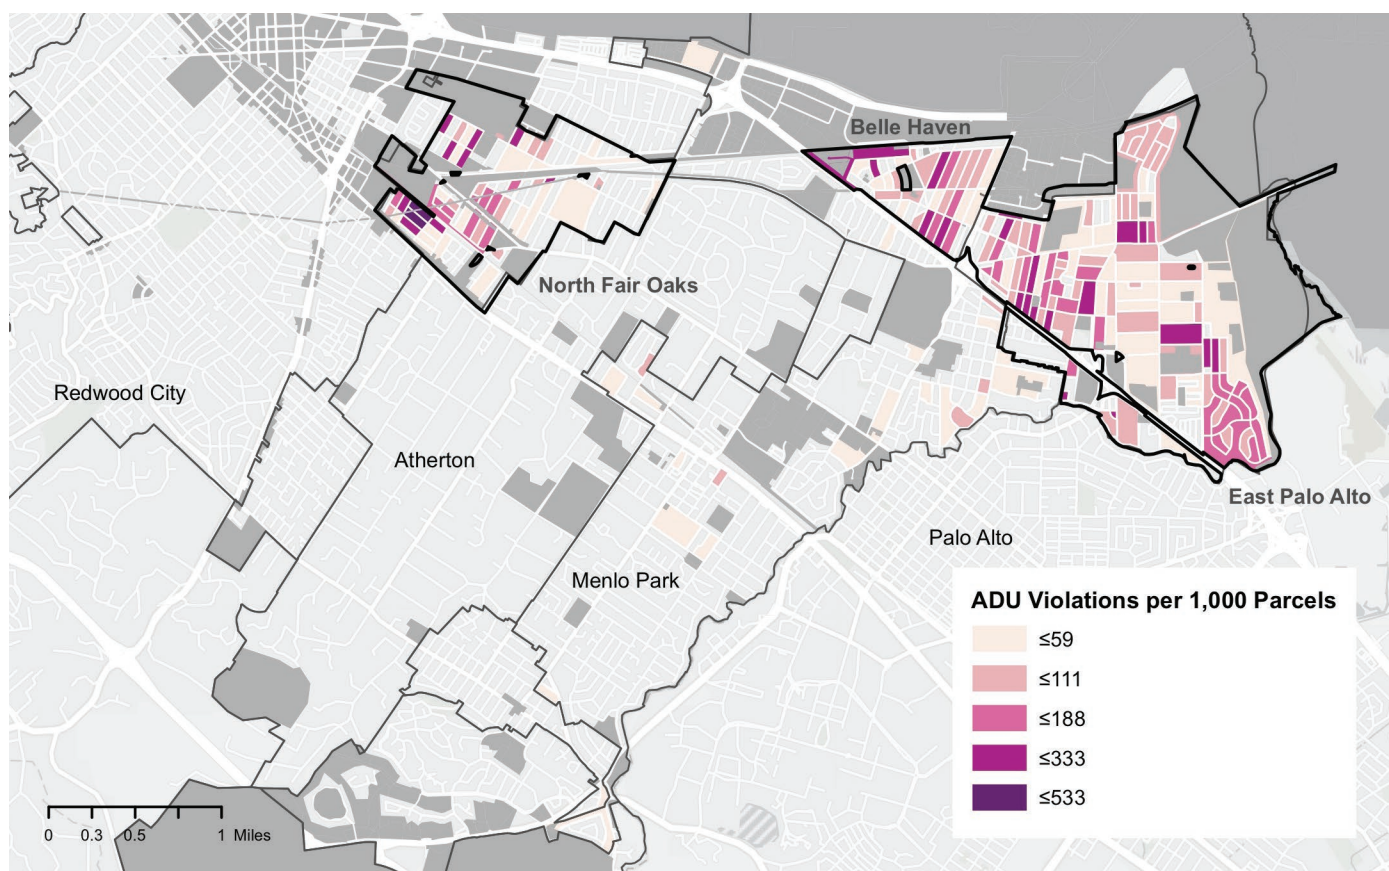 Belle Haven
North Fair Oaks
Redwood City
Atherton
East Palo Alto
Palo Alto
Menlo Park
ADU Violations per 1,000 Parcels
≤59
≤111
≤188
≤333
≤533
0 0.3 0.5 1 Miles